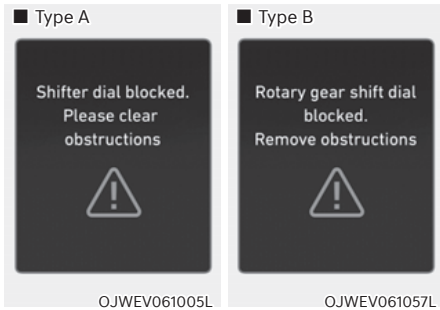 ■ Type A
Shifter dial blocked.
Please clear
obstructions
OJWEV061005L
■ Type B
Rotary gear shift dial
blocked.
Remove obstructions
OJWEV061057L